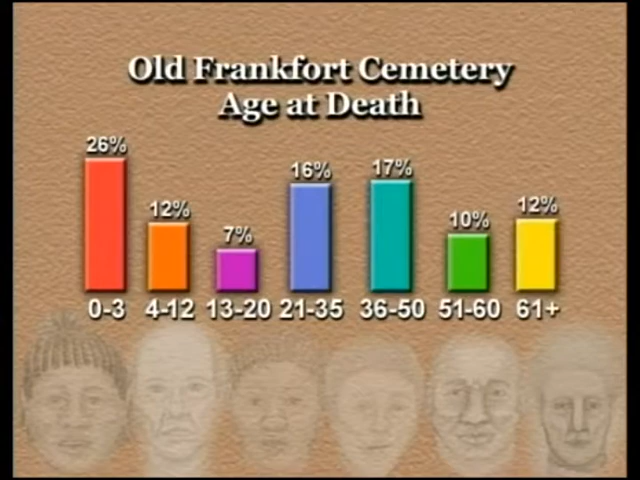 Old Frankfort Cemetery
Age at Death
26% 12% 7% 16% 17% 10% 12%
0-3 4-12 13-20 21-35 36-50 51-60 61+